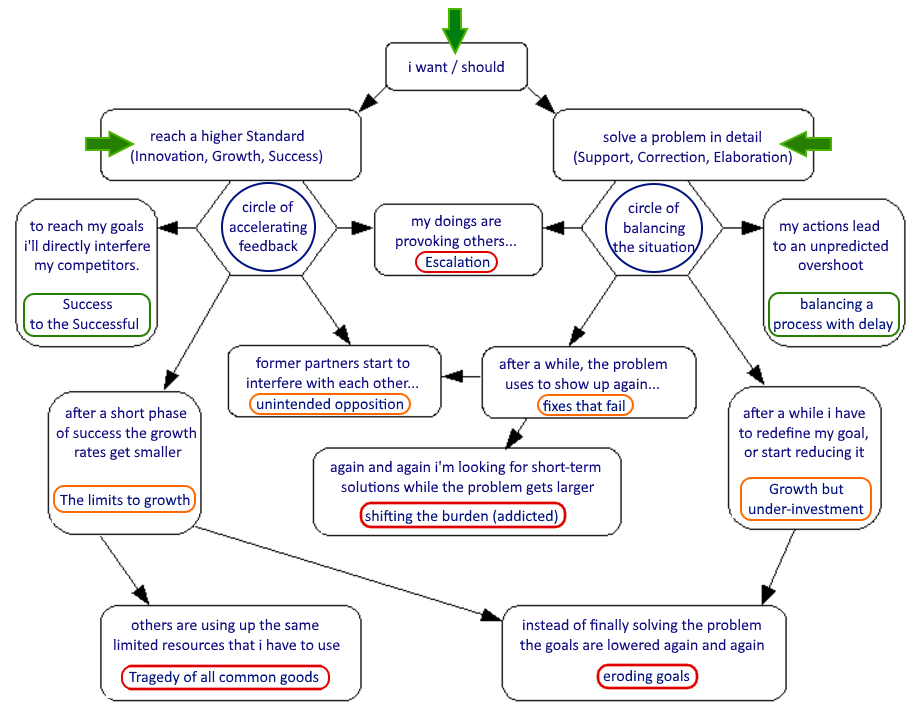 i want / should
reach a higher Standard
(Innovation, Growth, Success)
solve a problem in detail
(Support, Correction, Elaboration)
to reach my goals
i'll directly interfere
my competitors.
Success
to the Successful
circle of
accelerating
feedback
my doings are
provoking others...
Escalation
circle of
balancing
the situation
my actions lead
to an unpredicted
overshoot
balancing a
process with delay
former partners start to
interfere with each other...
unintended opposition
after a while, the problem
uses to show up again...
fixes that fail
after a short phase
of success the growth
rates get smaller
The limits to growth
again and again i'm looking for short-term
solutions while the problem gets larger
shifting the burden (addicted)
after a while i have
to redefine my goal,
or start reducing it
Growth but
under-investment
others are using up the same
limited resources that i have to use
Tragedy of all common goods
instead of finally solving the problem
the goals are lowered again and again
eroding goals